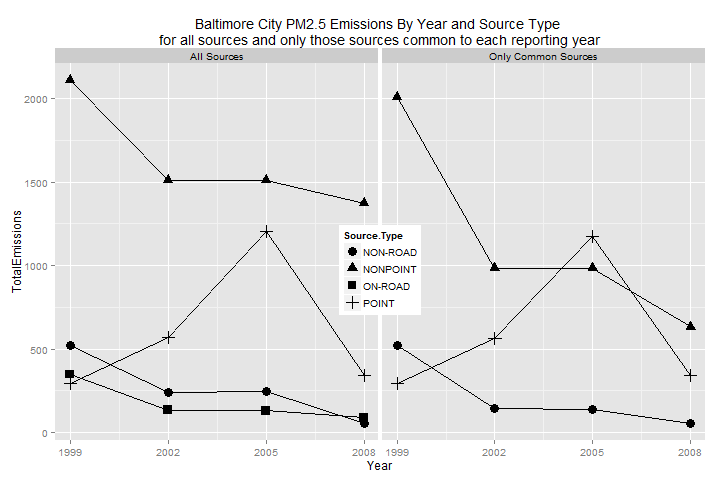 Baltimore City PM2.5 Emissions By Year and Source Type
for all sources and only those sources common to each reporting year
All Sources
Only Common Sources
TotalEmissions
2000
1500
1000
500
0
Source.Type
NON-ROAD
NONPOINT
ON-ROAD
POINT
1999 2002 2005 2008
1999 2002 2005 2008
Year